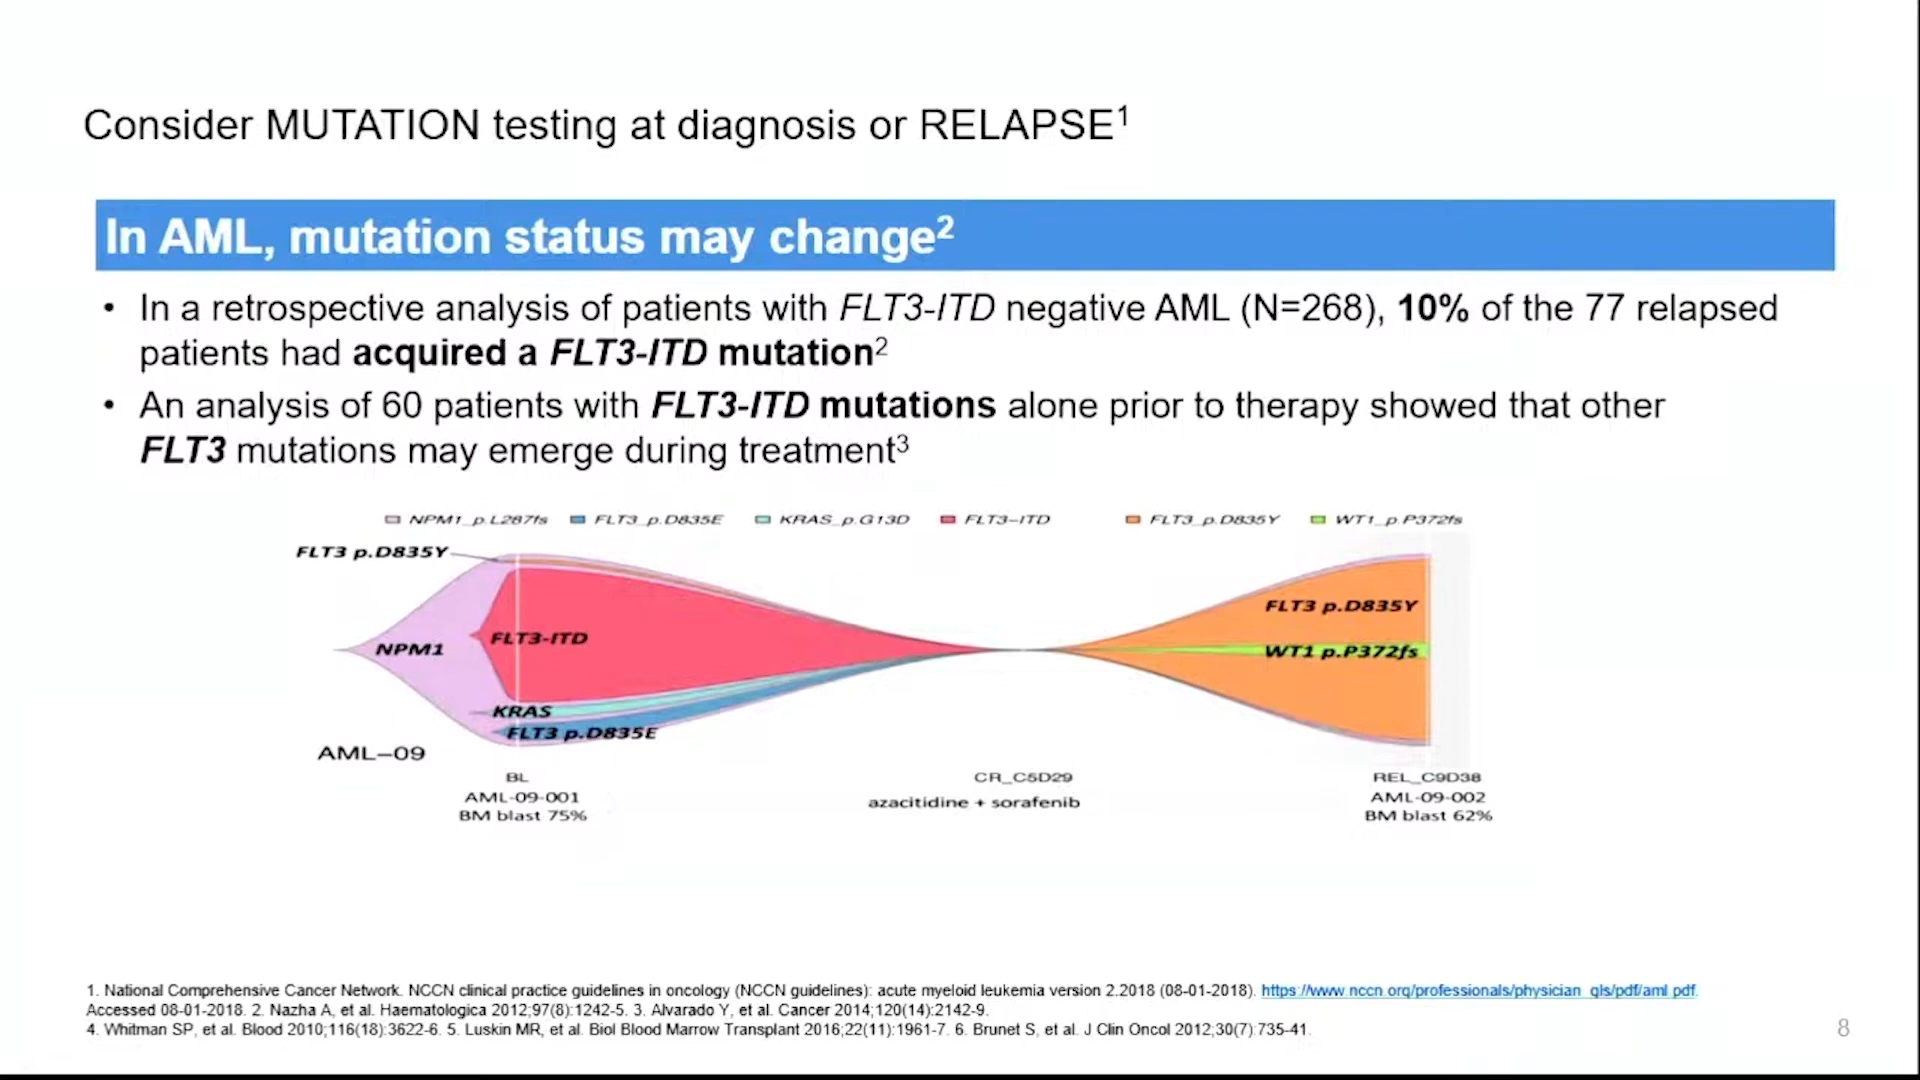 Consider MUTATION testing at diagnosis or RELAPSE1
In AML, mutation status may change2
• In a retrospective analysis of patients with FLT3-ITD negative AML (N=268), 10% of the 77 relapsed
patients had acquired a FLT3-ITD mutation2
• An analysis of 60 patients with FLT3-ITD mutations alone prior to therapy showed that other
FLT3 mutations may emerge during treatment3
NPM1_p.L287fs FLT3_p.D835E KRAS_p.G13D FLT3-ITD FLT3_p.D835Y WT1_p.P372fs
FLT3 p.D835Y
FLT3 p.D835Y
FLT3-ITD
NPM1
WT1 p.P372fs
KRAS
FLT3 p.D835E
AML-09
BL
AML-09-001
BM blast 75%
CR_C5D29
azacitidine + sorafenib
REL_C9D38
AML-09-002
BM blast 62%
1. National Comprehensive Cancer Network. NCCN clinical practice guidelines in oncology (NCCN guidelines): acute myeloid leukemia version 2.2018 (08-01-2018). https://www.nccn.org/professionals/physician_gls/pdf/aml.pdf.
Accessed 08-01-2018. 2. Nazha A, et al. Haematologica 2012;97(8):1242-5. 3. Alvarado Y, et al. Cancer 2014;120(14):2142-9.
4. Whitman SP, et al. Blood 2010;116(18):3622-6. 5. Luskin MR, et al. Biol Blood Marrow Transplant 2016;22(11):1961-7. 6. Brunet S, et al. J Clin Oncol 2012;30(7):735-41.
8